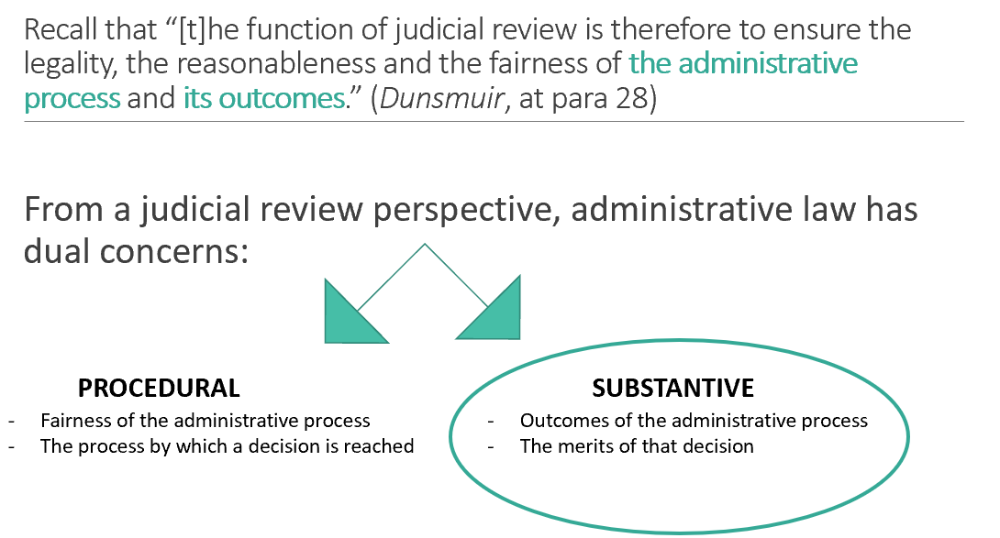 Recall that “[t]he function of judicial review is therefore to ensure the
legality, the reasonableness and the fairness of the administrative
process and its outcomes.” (Dunsmuir, at para 28)
From a judicial review perspective, administrative law has
dual concerns:
PROCEDURAL
- Fairness of the administrative process
- The process by which a decision is reached
SUBSTANTIVE
- Outcomes of the administrative process
- The merits of that decision